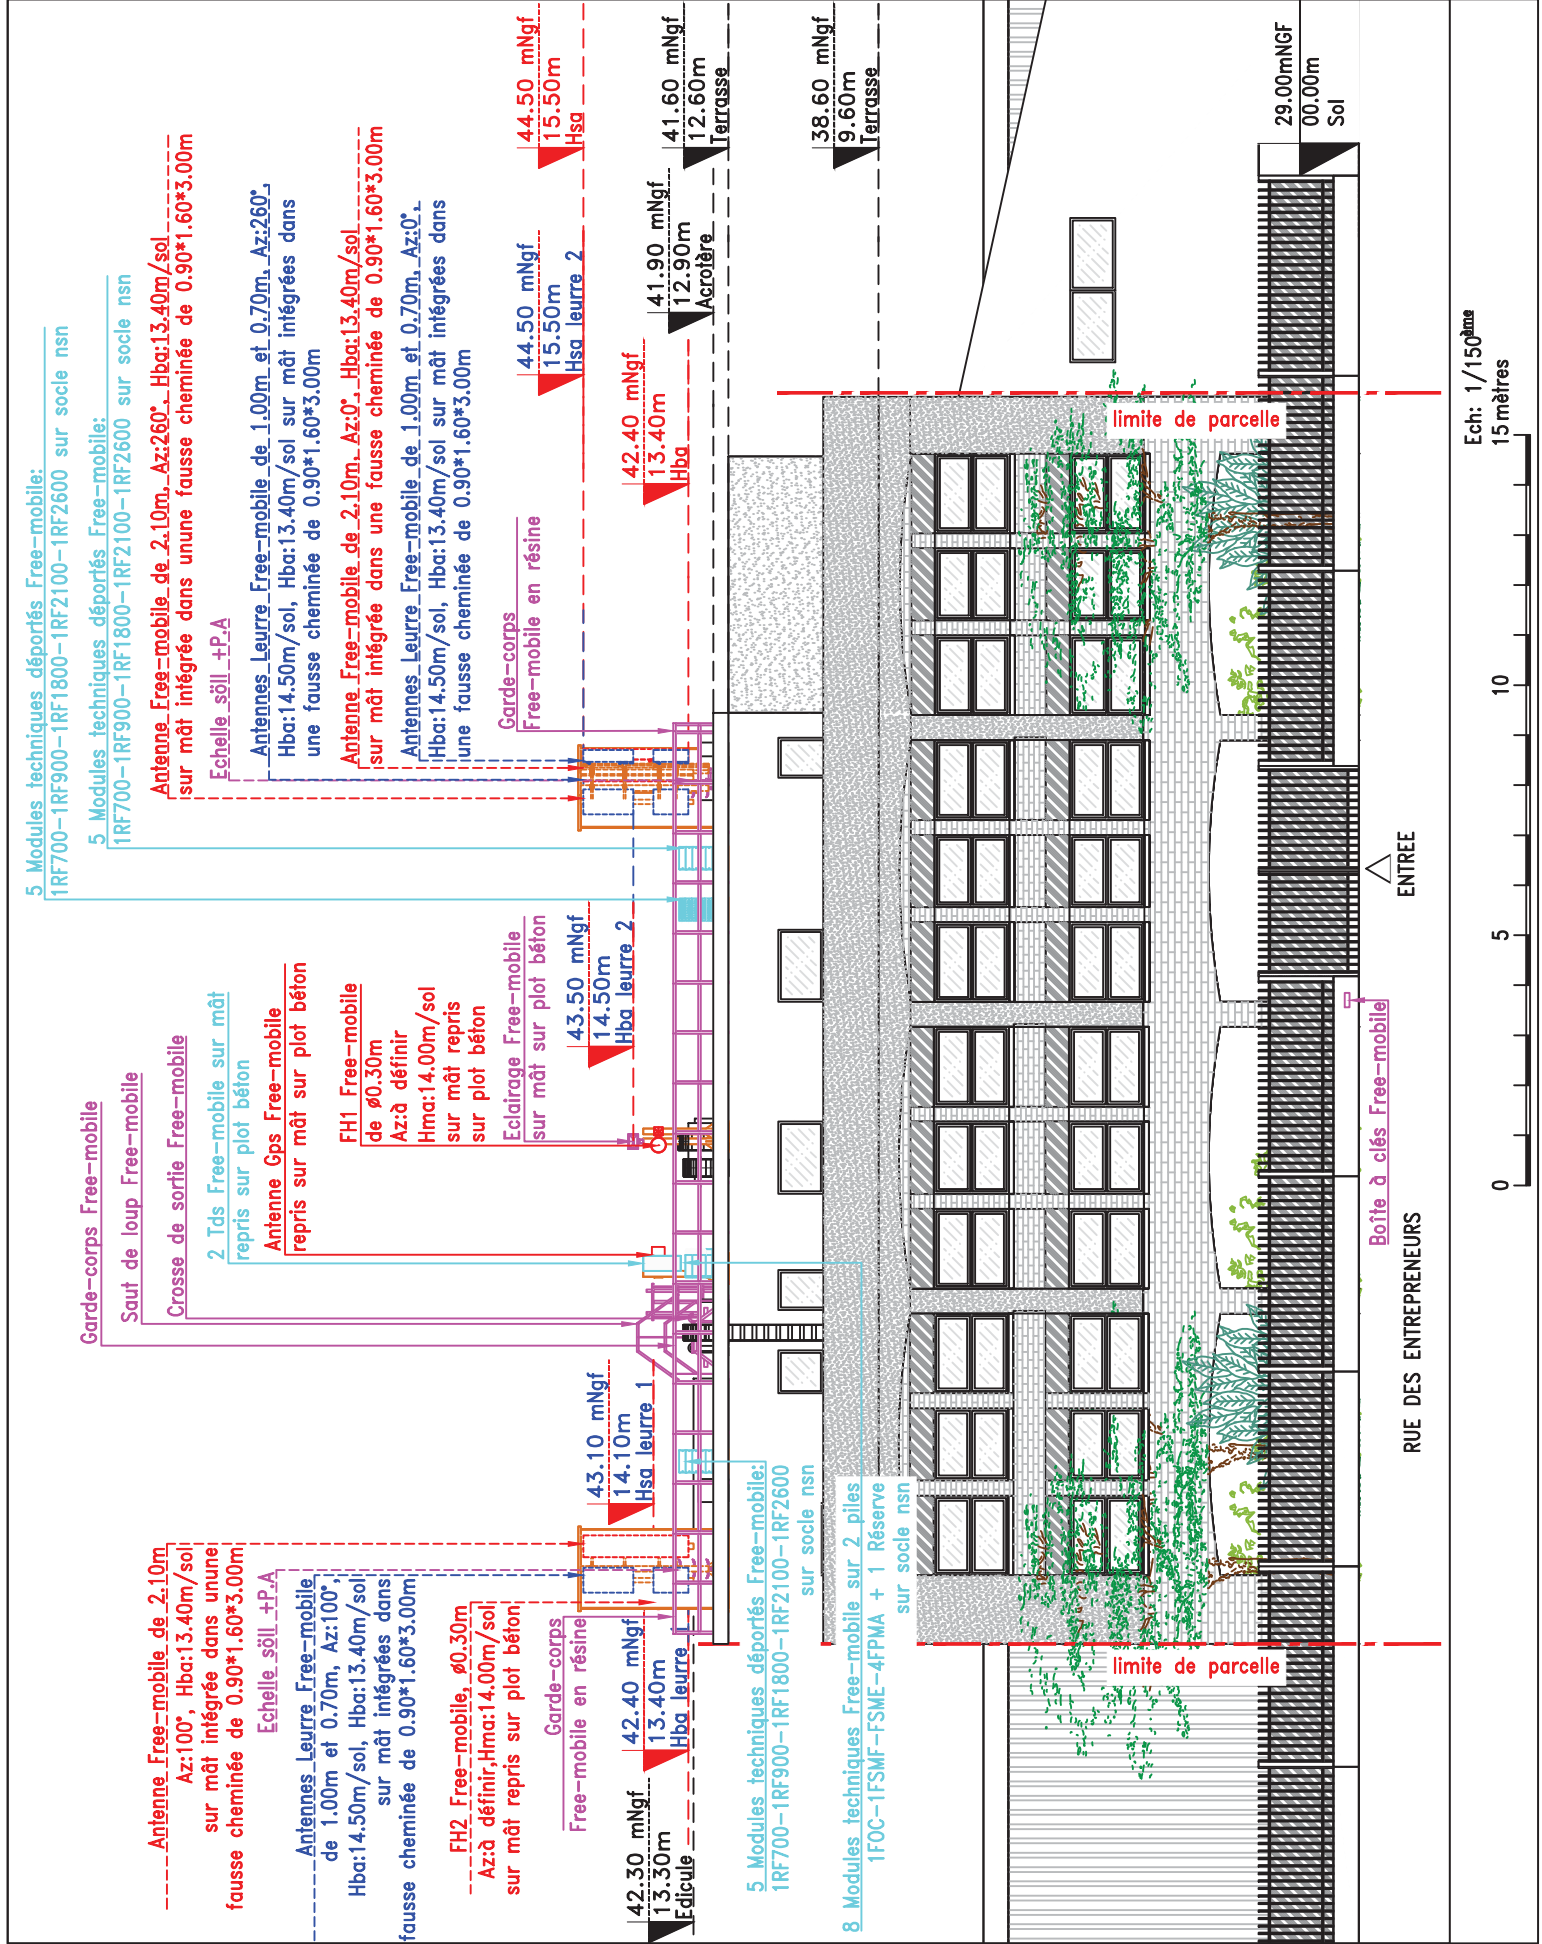 Antenne Free-mobile de 2.10m
Az:100°, Hba:13.40m/sol
sur mât intégrée dans unune
fausse cheminée de 0.90*1.60*3.00m
Echelle söll +P.A
Antennes Leurre Free-mobile
de 1.00m et 0.70m, Az:100°,
Hba:14.50m/sol, Hba:13.40m/sol
sur mât intégrées dans
fausse cheminée de 0.90*1.60*3.00m
FH2 Free-mobile, ø0.30m
Az:à définir,Hma:14.00m/sol
sur mât repris sur plot béton
Garde-corps
Free-mobile en résine
42.30 mNgf
13.30m
Edicule
42.40 mNgf
13.40m
Hba leurre 1
43.10 mNgf
14.10m
Hsa leurre 1
5 Modules techniques déportés Free-mobile:
1RF700-1RF900-1RF1800-1RF2100-1RF2600
sur socle nsn
8 Modules techniques Free-mobile sur 2 piles
1FOC-1FSMF-FSME-4FPMA + 1 Réserve
sur socle nsn
Garde-corps Free-mobile
Saut de loup Free-mobile
Crosse de sortie Free-mobile
2 Tds Free-mobile sur mât
repris sur plot béton
Antenne Gps Free-mobile
repris sur mât sur plot béton
FH1 Free-mobile
de ø0.30m
Az:à définir
Hma:14.00m/sol
sur mât repris
sur plot béton
Eclairage Free-mobile
sur mât sur plot béton
43.50 mNgf
14.50m
Hba leurre 2
5 Modules techniques déportés Free-mobile:
1RF700-1RF900-1RF1800-1RF2100-1RF2600 sur socle nsn
5 Modules techniques déportés Free-mobile:
1RF700-1RF900-1RF1800-1RF2100-1RF2600 sur socle nsn
Antenne Free-mobile de 2.10m, Az:260°, Hba:13.40m/sol
sur mât intégrée dans unune fausse cheminée de 0.90*1.60*3.00m
Echelle söll +P.A
Antennes Leurre Free-mobile de 1.00m et 0.70m, Az:260°,
Hba:14.50m/sol, Hba:13.40m/sol sur mât intégrées dans
une fausse cheminée de 0.90*1.60*3.00m
Antenne Free-mobile de 2.10m, Az:0°, Hba:13.40m/sol
sur mât intégrée dans une fausse cheminée de 0.90*1.60*3.00m
Antennes Leurre Free-mobile de 1.00m et 0.70m, Az:0°,
Hba:14.50m/sol, Hba:13.40m/sol sur mât intégrées dans
une fausse cheminée de 0.90*1.60*3.00m
Garde-corps
Free-mobile en résine
44.50 mNgf
15.50m
Hsa leurre 2
44.50 mNgf
15.50m
Hsa
42.40 mNgf
13.40m
Hba
41.90 mNgf
12.90m
Acrotère
41.60 mNgf
12.60m
Terrasse
38.60 mNgf
9.60m
Terrasse
29.00mNGF
00.00m
Sol
limite de parcelle
limite de parcelle
Boîte à clés Free-mobile
ENTREE
RUE DES ENTREPRENEURS
Ech: 1/150ème
0 5 10 15mètres